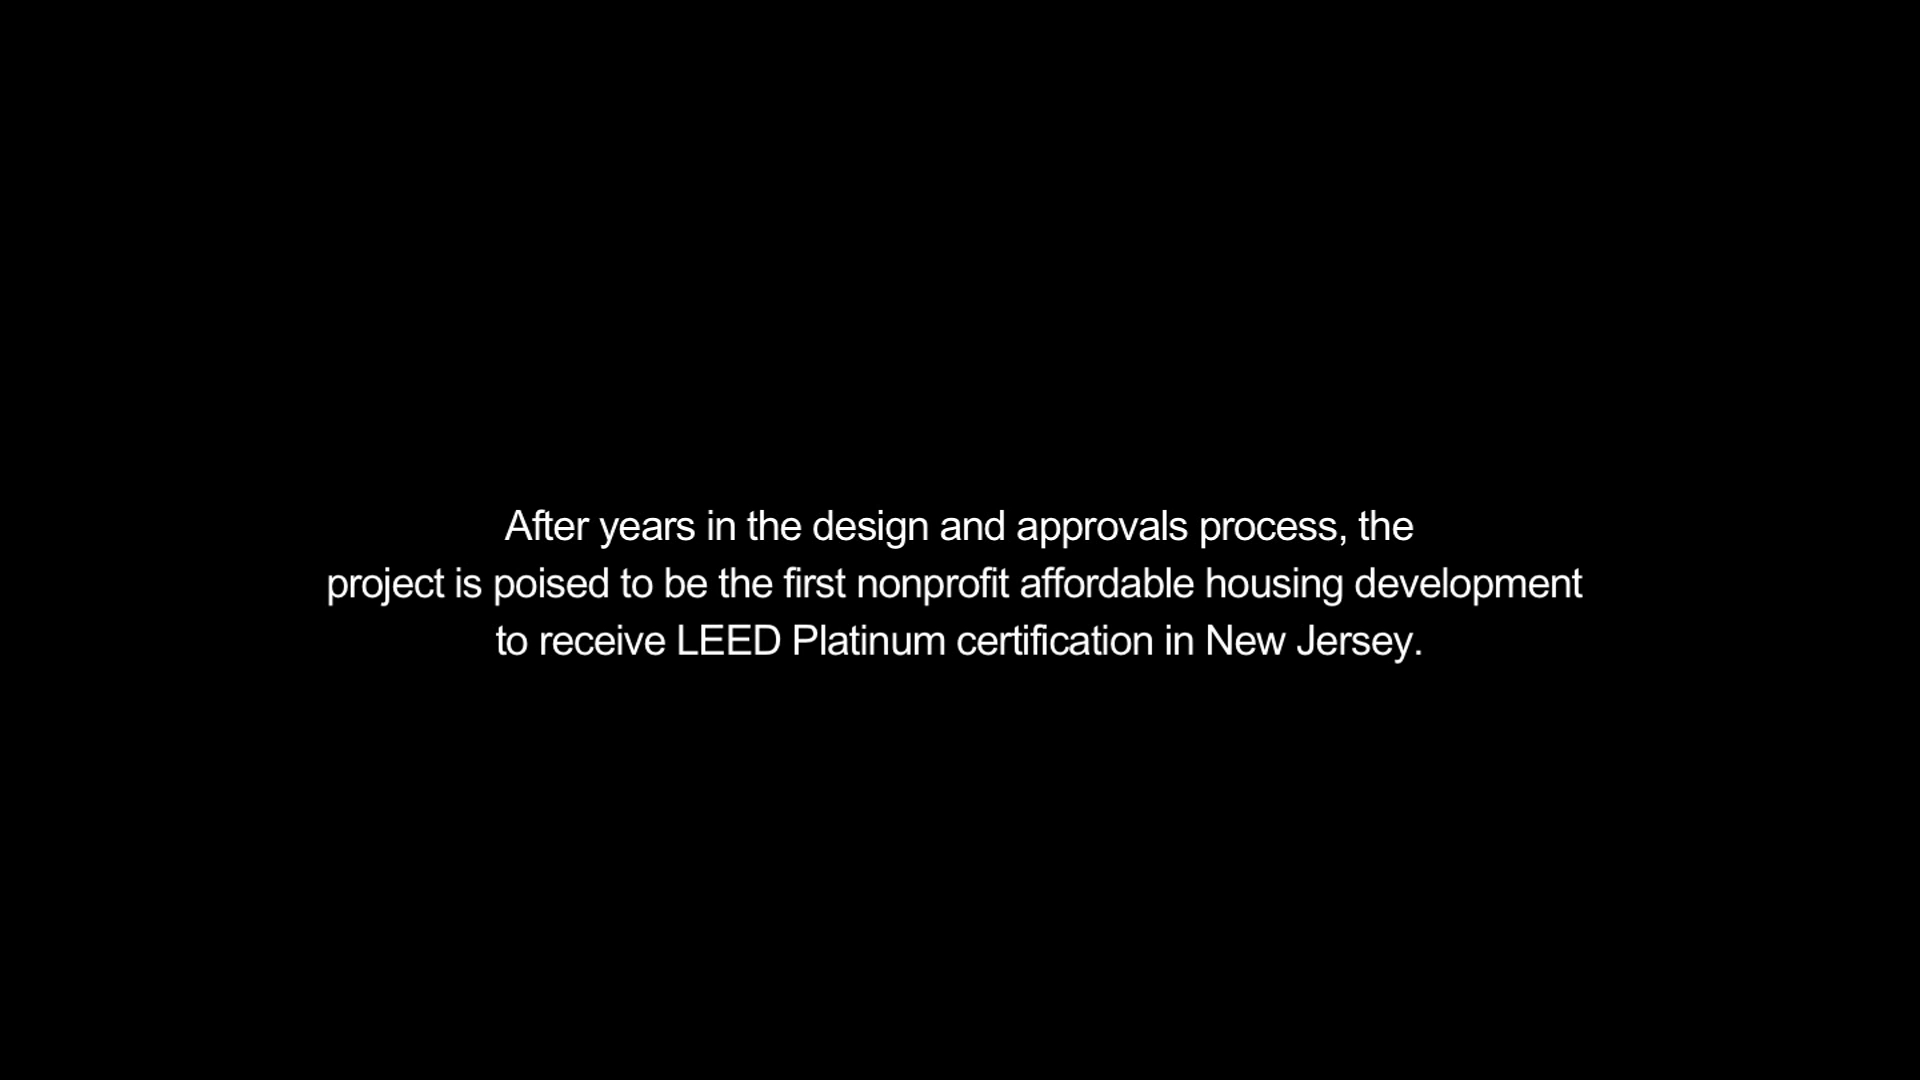 After years in the design and approvals process, the
project is poised to be the first nonprofit affordable housing development
to receive LEED Platinum certification in New Jersey.